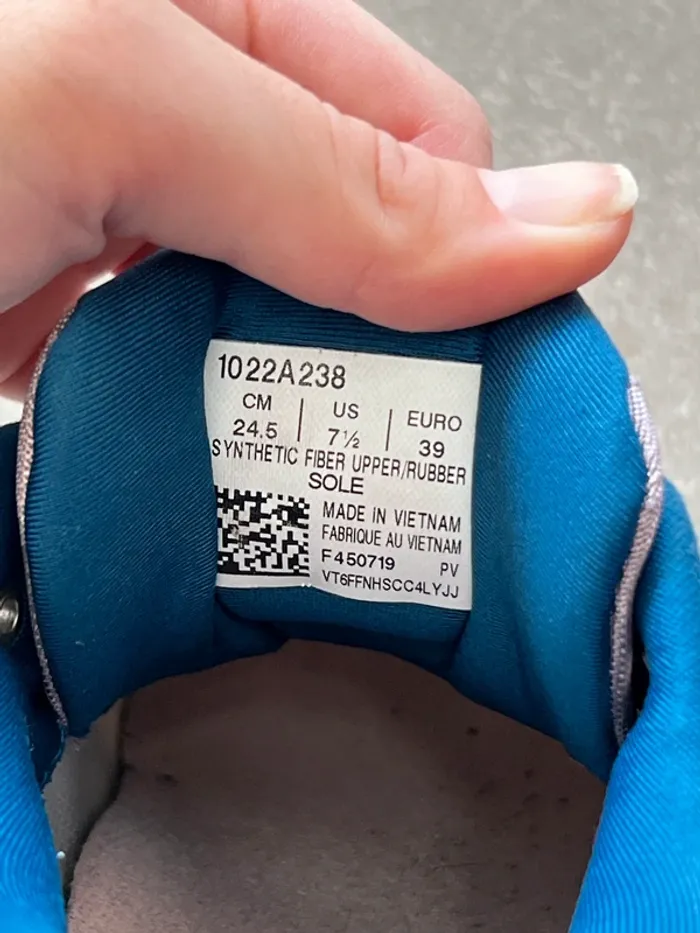 1022A238
CM | US | EURO
24.5 | 7½ | 39
SYNTHETIC FIBER UPPER/RUBBER
SOLE
MADE IN VIETNAM
FABRIQUE AU VIETNAM
F450719 PV
VT6FFNHSCC4LYJJ